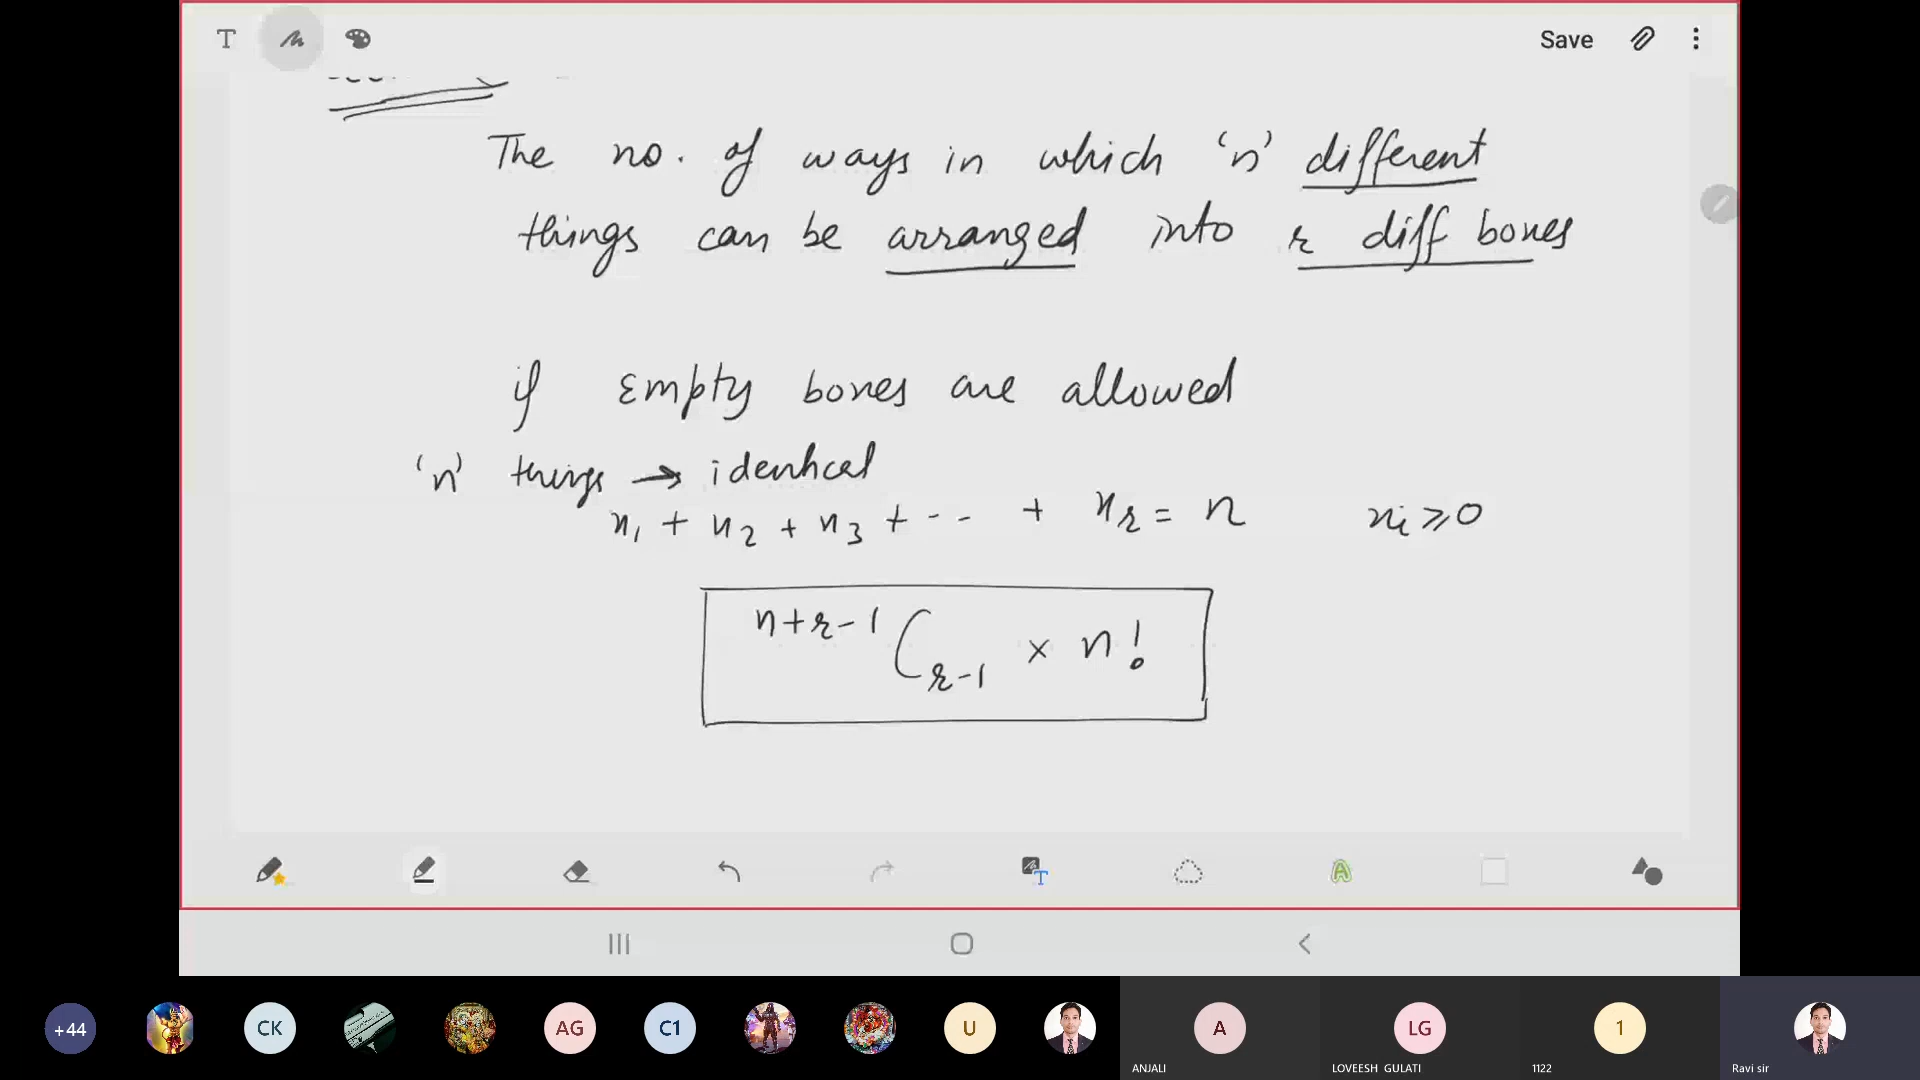 T
Save
The no. of ways in which 'n' different
things can be arranged into r diff boxes
if Empty boxes are allowed
'n' things → identical
x₁ + x₂ + x₃ + -- + xᵣ = n xᵢ ≥ 0
ⁿ⁺ʳ⁻¹Cᵣ₋₁ × n!
T
A
+44
CK
AG
C1
U
A
LG
1
ANJALI
LOVEESH GULATI
1122
Ravi sir